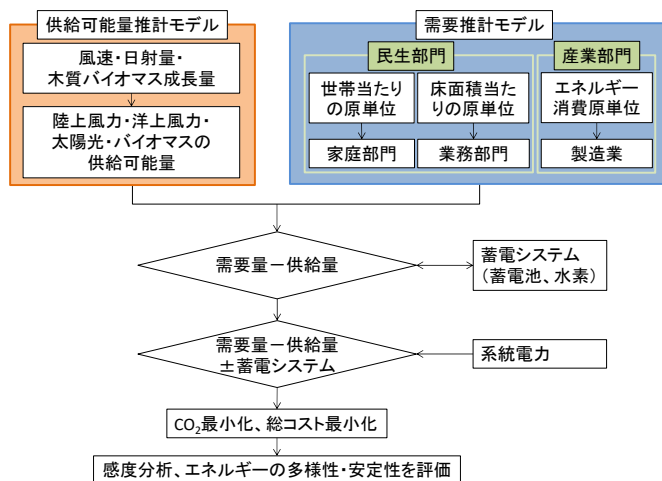 供給可能量推計モデル
風速・日射量・
木質バイオマス成長量
陸上風力・洋上風力・
太陽光・バイオマスの
供給可能量
需要推計モデル
民生部門
世帯当たり
の原単位
家庭部門
床面積当た
りの原単位
業務部門
産業部門
エネルギー
消費原単位
製造業
需要量－供給量
蓄電システム
（蓄電池、水素）
需要量－供給量
±蓄電システム
系統電力
CO₂最小化、総コスト最小化
感度分析、エネルギーの多様性・安定性を評価